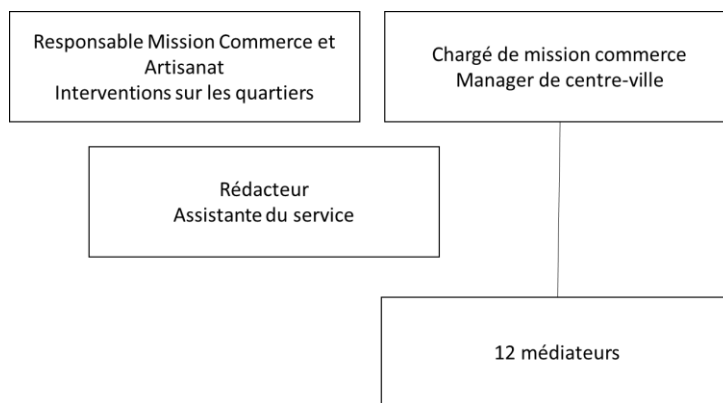 Responsable Mission Commerce et
Artisanat
Interventions sur les quartiers
Chargé de mission commerce
Manager de centre-ville
Rédacteur
Assistante du service
12 médiateurs